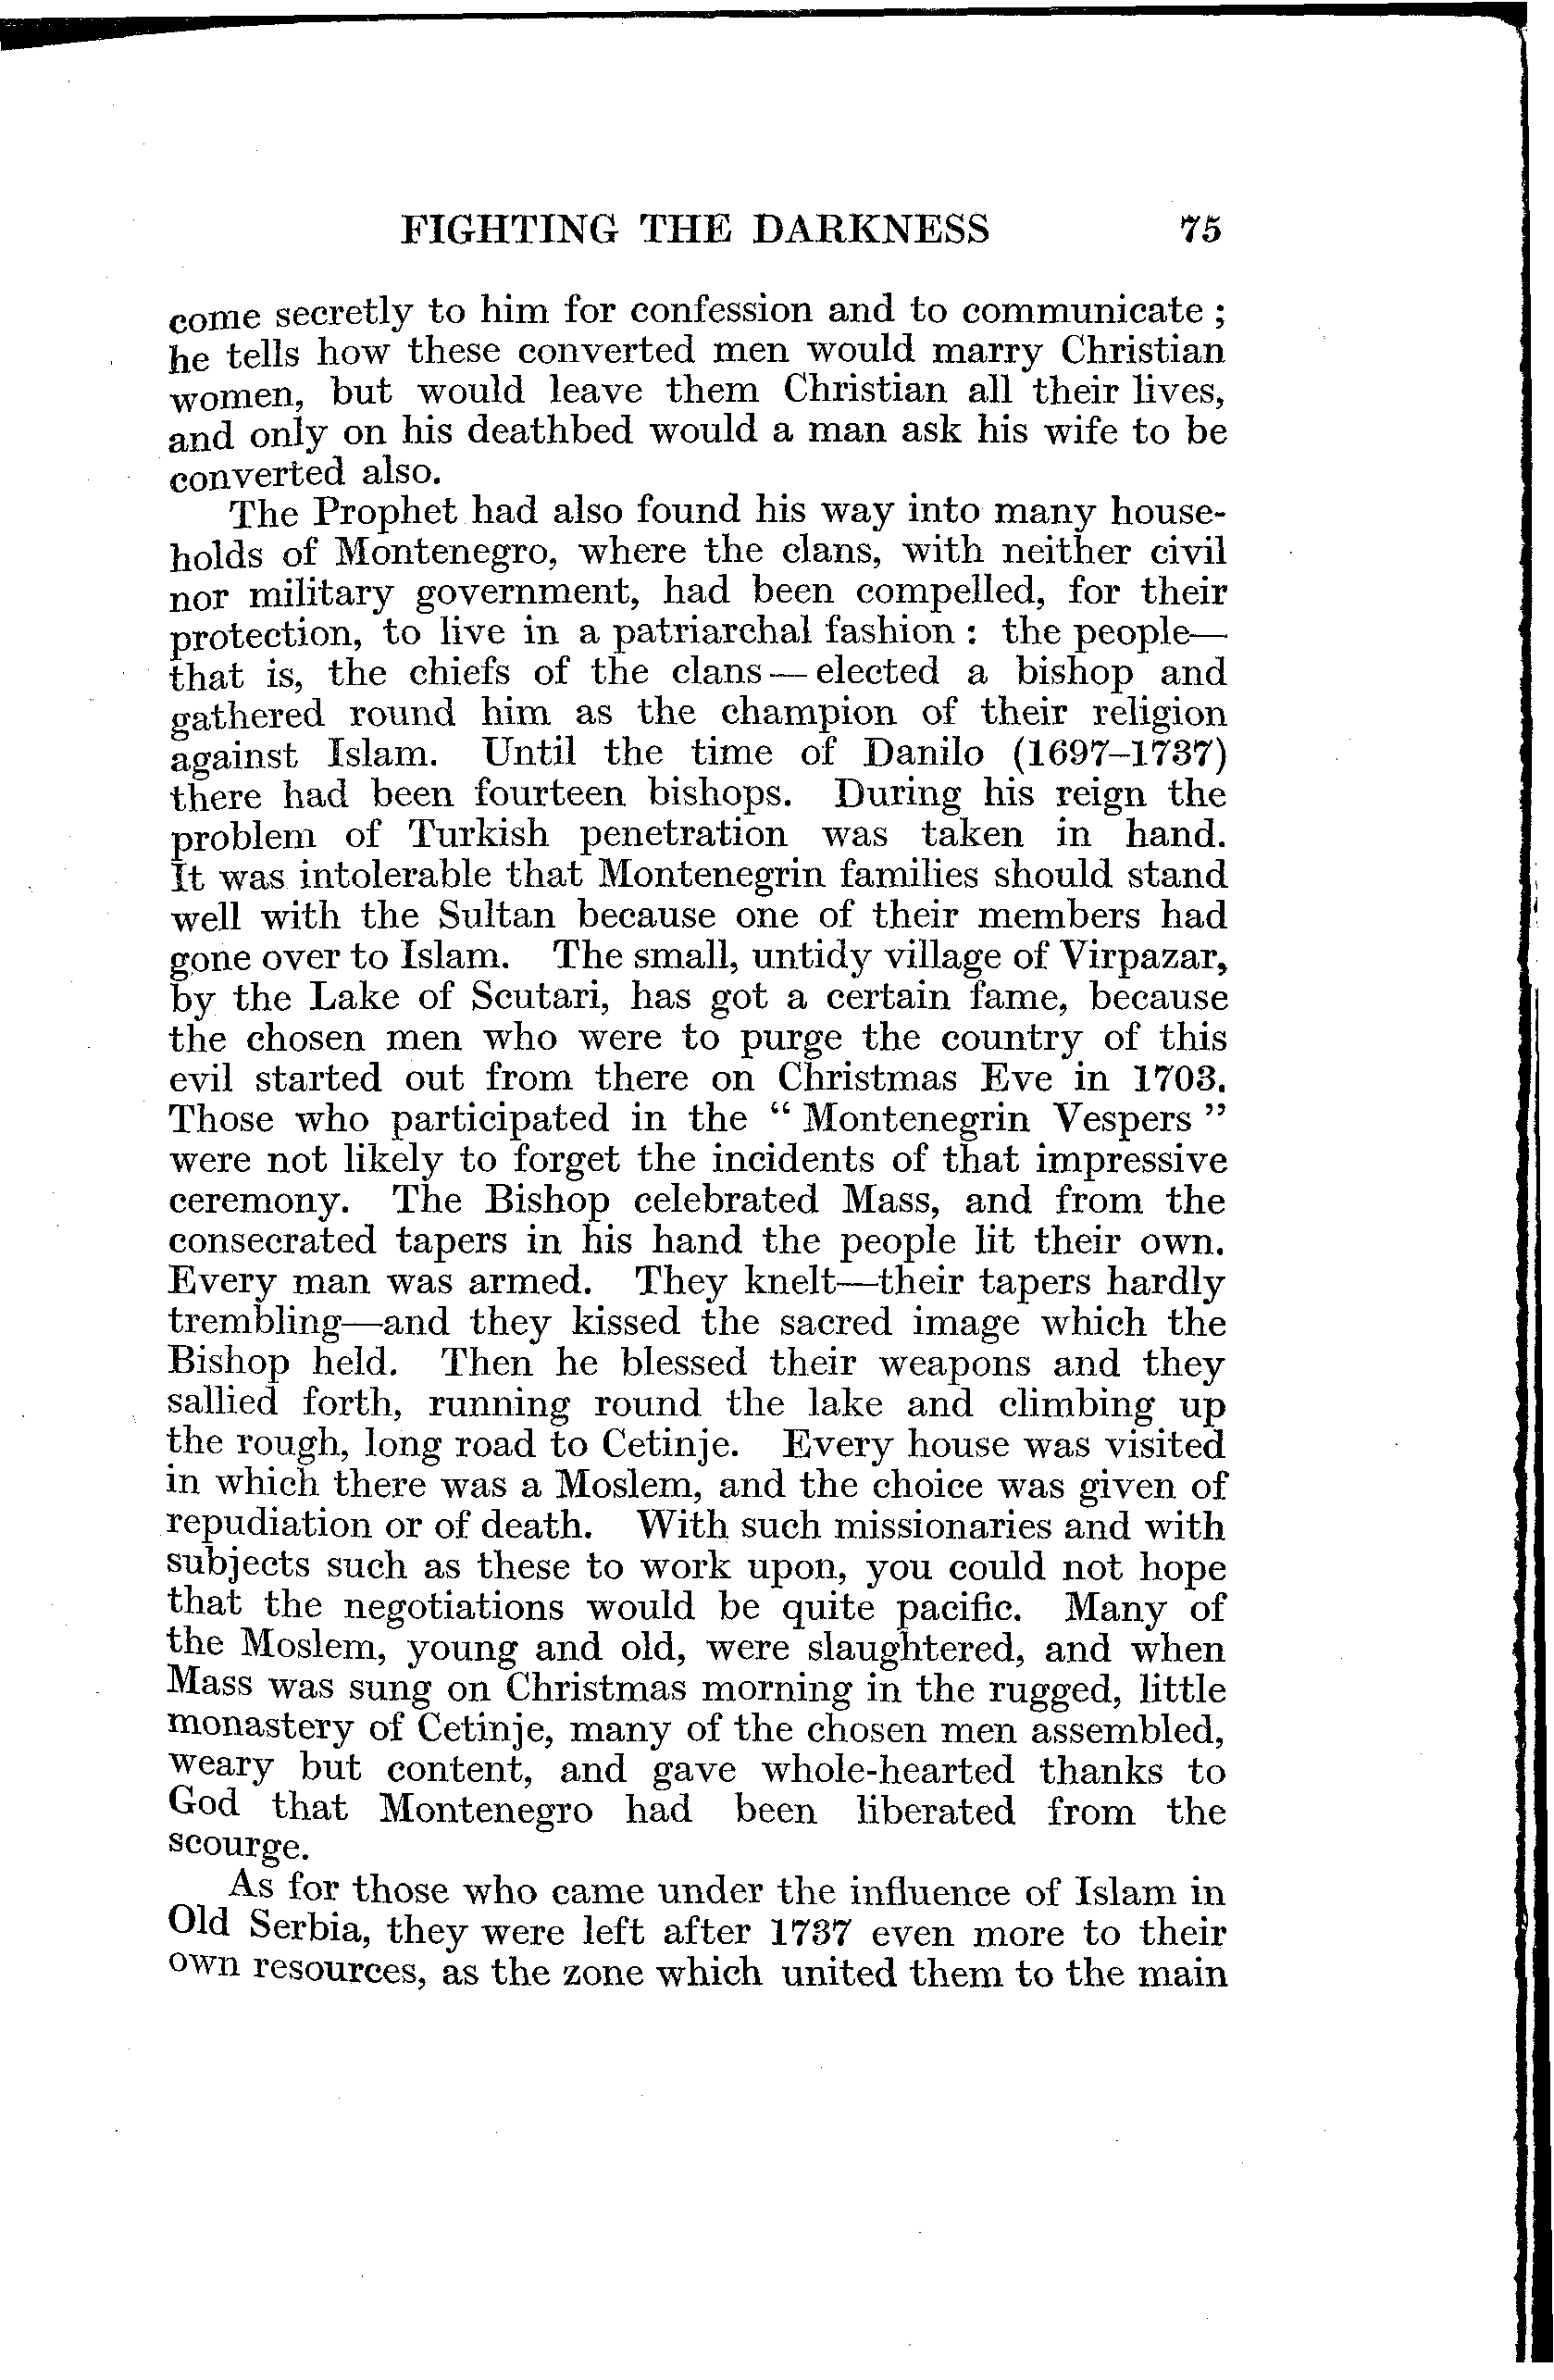 FIGHTING THE DARKNESS 75
come secretly to him for confession and to communicate ;
he tells how these converted men would marry Christian
women, but would leave them Christian all their lives,
and only on his deathbed would a man ask his wife to be
converted also.
The Prophet had also found his way into many house-
holds of Montenegro, where the clans, with neither civil
nor military government, had been compelled, for their
protection, to live in a patriarchal fashion : the people—
that is, the chiefs of the clans — elected a bishop and
gathered round him as the champion of their religion
against Islam. Until the time of Danilo (1697–1737)
there had been fourteen bishops. During his reign the
problem of Turkish penetration was taken in hand.
It was intolerable that Montenegrin families should stand
well with the Sultan because one of their members had
gone over to Islam. The small, untidy village of Virpazar,
by the Lake of Scutari, has got a certain fame, because
the chosen men who were to purge the country of this
evil started out from there on Christmas Eve in 1703.
Those who participated in the “ Montenegrin Vespers ”
were not likely to forget the incidents of that impressive
ceremony. The Bishop celebrated Mass, and from the
consecrated tapers in his hand the people lit their own.
Every man was armed. They knelt—their tapers hardly
trembling—and they kissed the sacred image which the
Bishop held. Then he blessed their weapons and they
sallied forth, running round the lake and climbing up
the rough, long road to Cetinje. Every house was visited
in which there was a Moslem, and the choice was given of
repudiation or of death. With such missionaries and with
subjects such as these to work upon, you could not hope
that the negotiations would be quite pacific. Many of
the Moslem, young and old, were slaughtered, and when
Mass was sung on Christmas morning in the rugged, little
monastery of Cetinje, many of the chosen men assembled,
weary but content, and gave whole-hearted thanks to
God that Montenegro had been liberated from the
scourge.
As for those who came under the influence of Islam in
Old Serbia, they were left after 1737 even more to their
own resources, as the zone which united them to the main